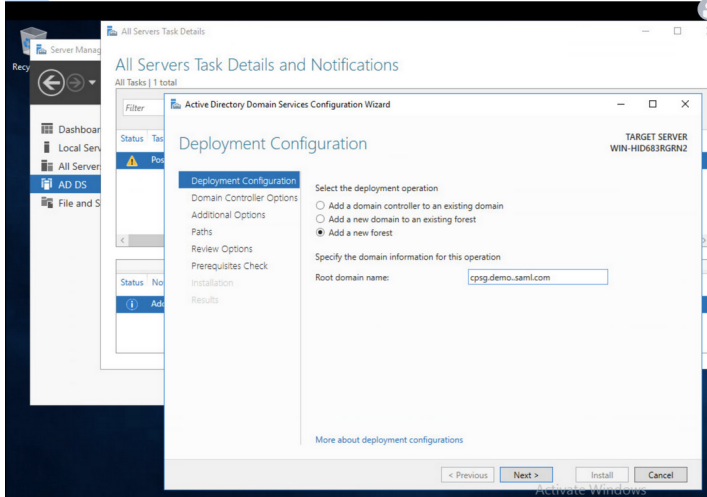 All Servers Task Details
Server Manag
Recy
All Servers Task Details and Notifications
All Tasks | 1 total
Filter
Active Directory Domain Services Configuration Wizard
Dashboar
Local Serv
All Server
AD DS
File and S
Status Tas
Pos
Status No
Add
Deployment Configuration
TARGET SERVER
WIN-HID683RGRN2
Deployment Configuration
Domain Controller Options
Additional Options
Paths
Review Options
Prerequisites Check
Installation
Results
Select the deployment operation
Add a domain controller to an existing domain
Add a new domain to an existing forest
Add a new forest
Specify the domain information for this operation
Root domain name: cpsg.demo..saml.com
More about deployment configurations
< Previous Next > Install Cancel
Activate Windows